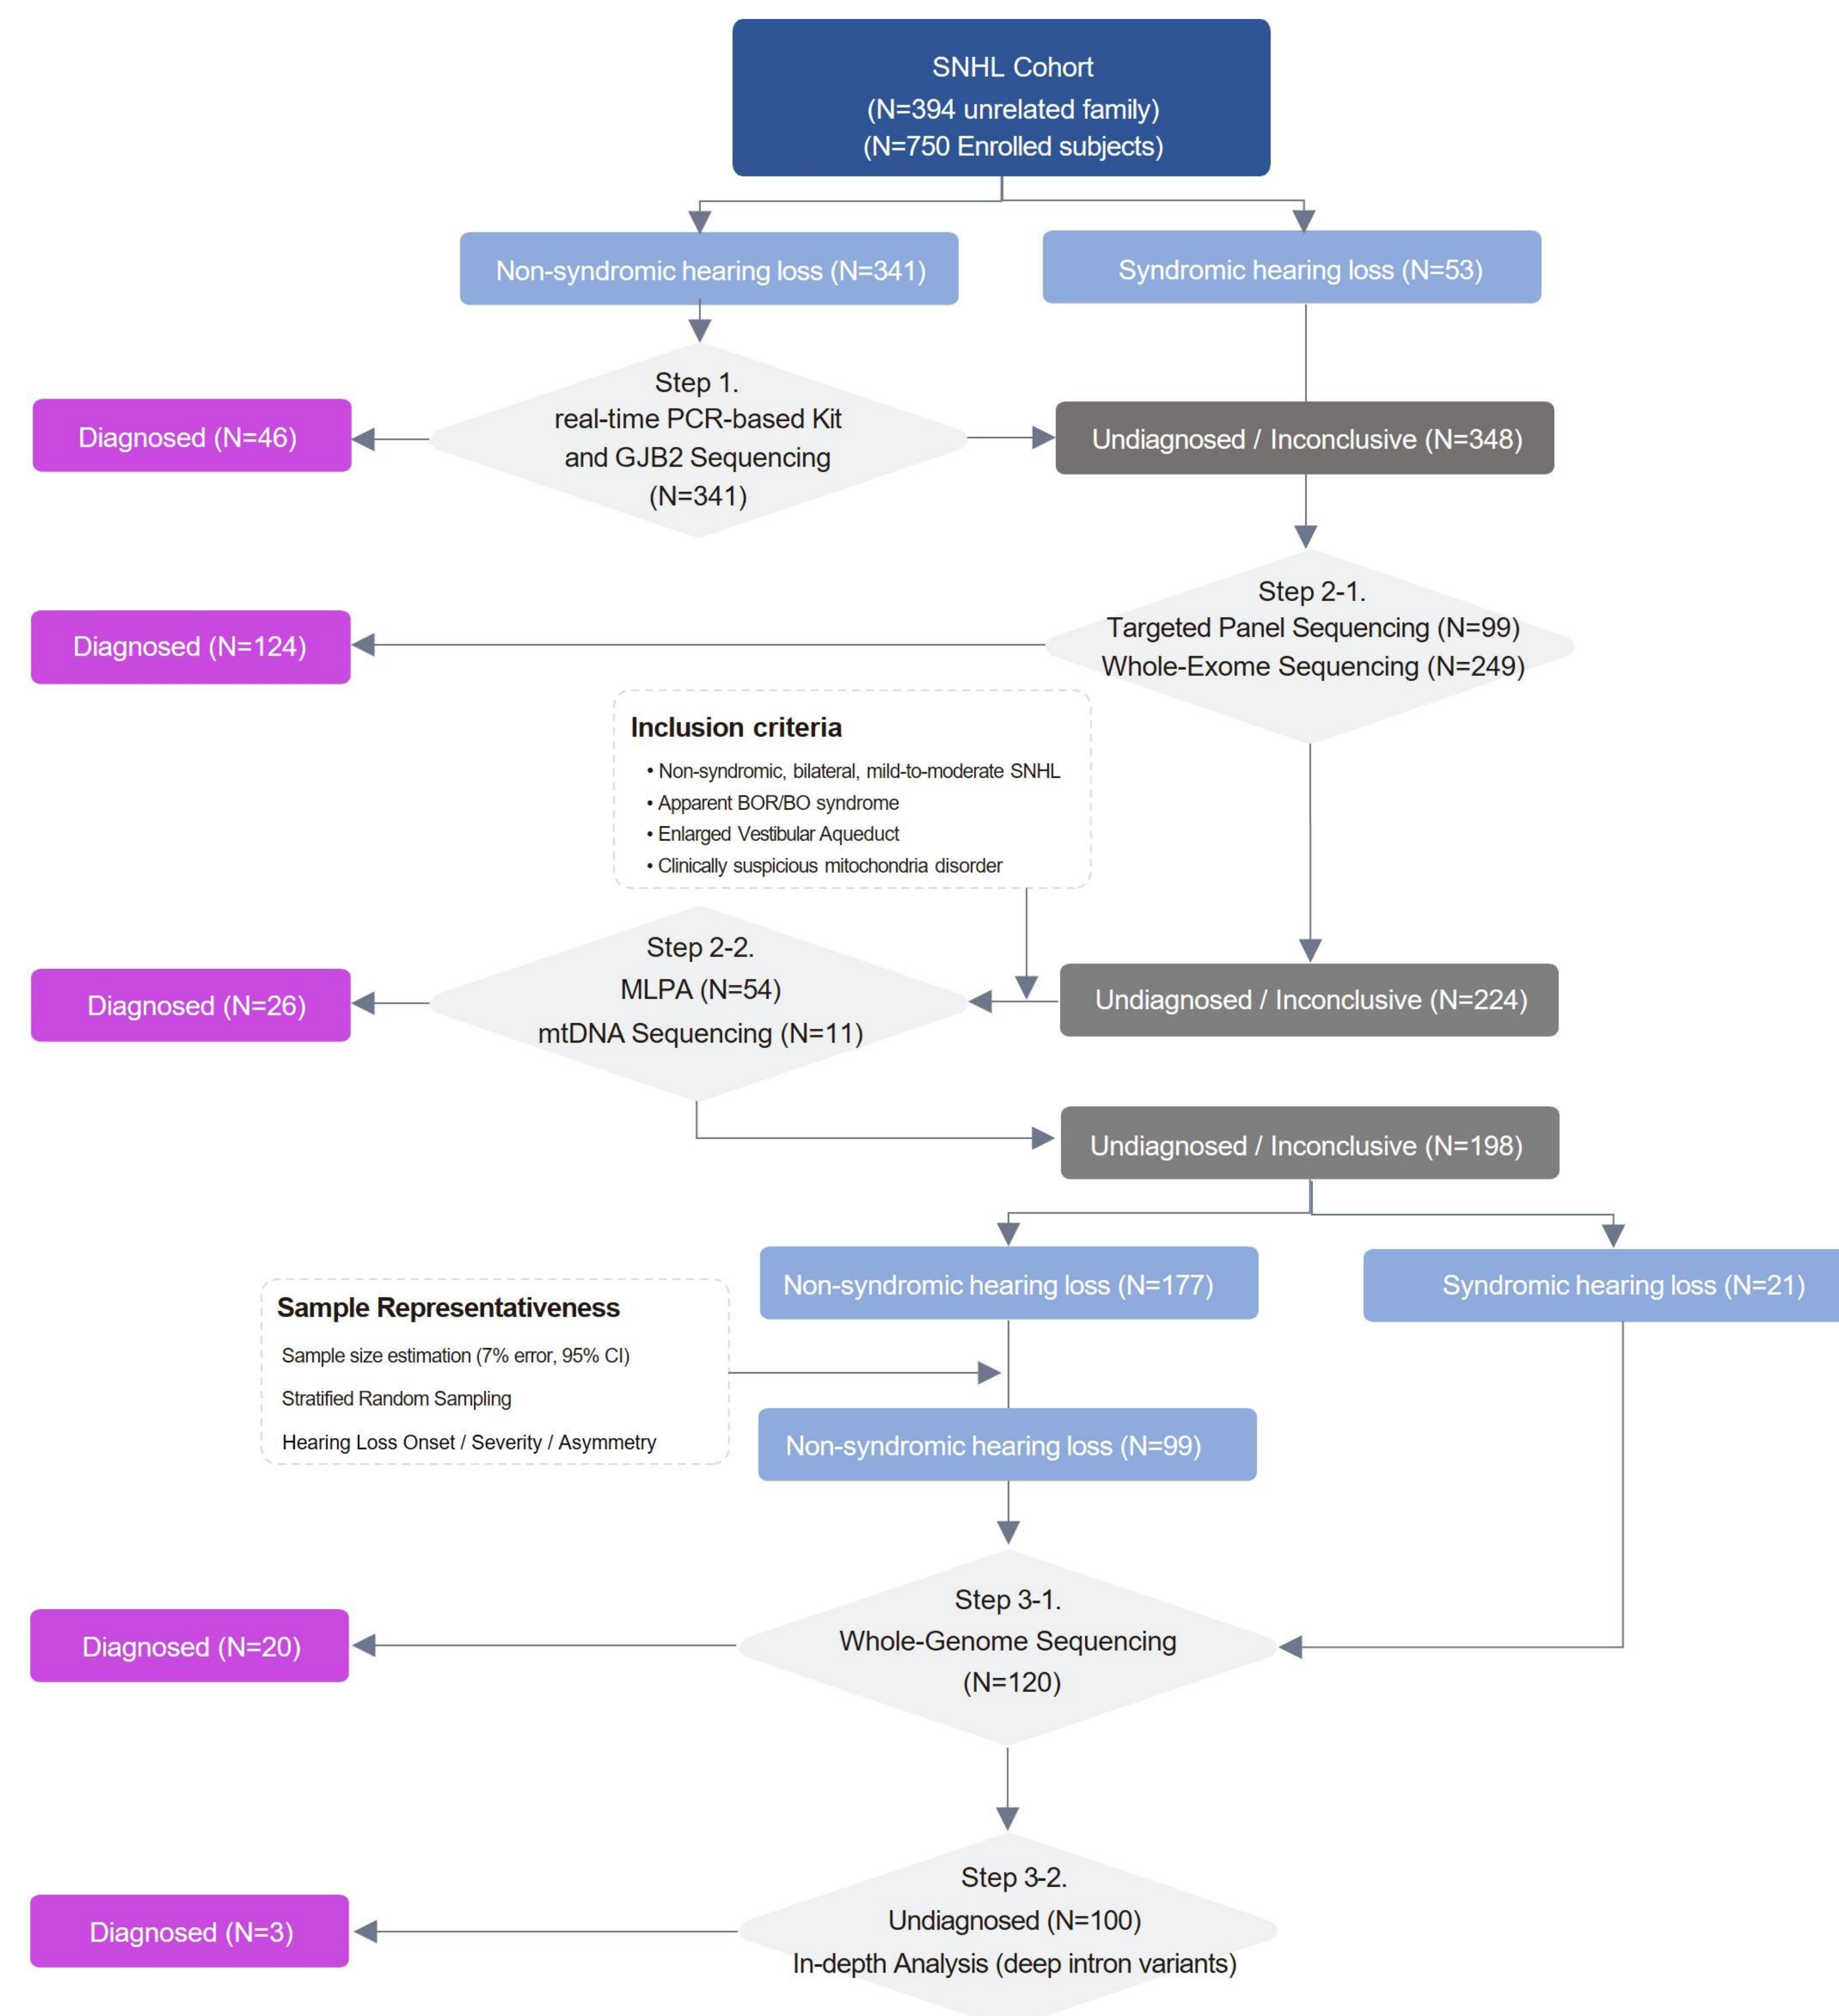 SNHL Cohort
(N=394 unrelated family)
(N=750 Enrolled subjects)
Non-syndromic hearing loss (N=341)
Syndromic hearing loss (N=53)
Step 1.
real-time PCR-based Kit
and GJB2 Sequencing
(N=341)
Diagnosed (N=46)
Undiagnosed / Inconclusive (N=348)
Step 2-1.
Targeted Panel Sequencing (N=99)
Whole-Exome Sequencing (N=249)
Diagnosed (N=124)
Inclusion criteria
• Non-syndromic, bilateral, mild-to-moderate SNHL
• Apparent BOR/BO syndrome
• Enlarged Vestibular Aqueduct
• Clinically suspicious mitochondria disorder
Step 2-2.
MLPA (N=54)
mtDNA Sequencing (N=11)
Diagnosed (N=26)
Undiagnosed / Inconclusive (N=224)
Undiagnosed / Inconclusive (N=198)
Non-syndromic hearing loss (N=177)
Syndromic hearing loss (N=21)
Sample Representativeness
Sample size estimation (7% error, 95% CI)
Stratified Random Sampling
Hearing Loss Onset / Severity / Asymmetry
Non-syndromic hearing loss (N=99)
Step 3-1.
Whole-Genome Sequencing
(N=120)
Diagnosed (N=20)
Step 3-2.
Undiagnosed (N=100)
In-depth Analysis (deep intron variants)
Diagnosed (N=3)